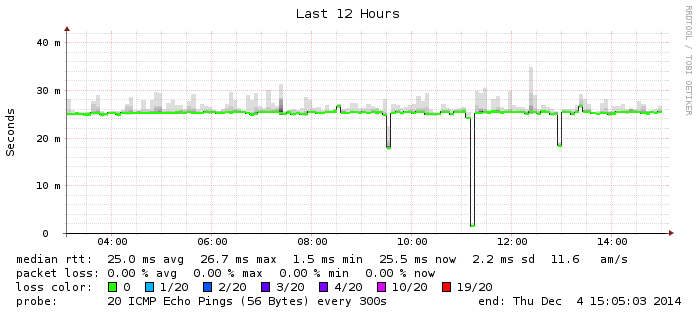 Last 12 Hours
RRDTOOL / TOBI OETIKER
Seconds
40 m
30 m
20 m
10 m
0
04:00 06:00 08:00 10:00 12:00 14:00
median rtt: 25.0 ms avg 26.7 ms max 1.5 ms min 25.5 ms now 2.2 ms sd 11.6 am/s
packet loss: 0.00 % avg 0.00 % max 0.00 % min 0.00 % now
loss color: 0 1/20 2/20 3/20 4/20 10/20 19/20
probe: 20 ICMP Echo Pings (56 Bytes) every 300s end: Thu Dec 4 15:05:03 2014